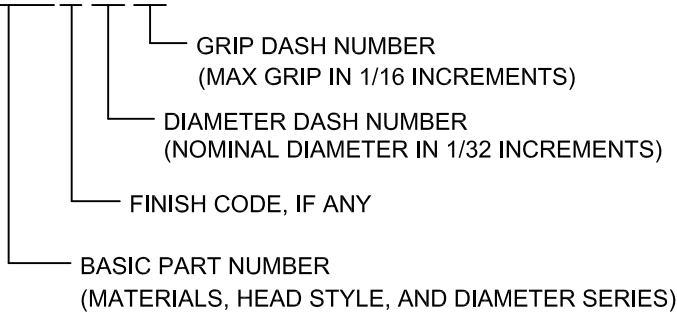 GRIP DASH NUMBER
(MAX GRIP IN 1/16 INCREMENTS)
DIAMETER DASH NUMBER
(NOMINAL DIAMETER IN 1/32 INCREMENTS)
FINISH CODE, IF ANY
BASIC PART NUMBER
(MATERIALS, HEAD STYLE, AND DIAMETER SERIES)